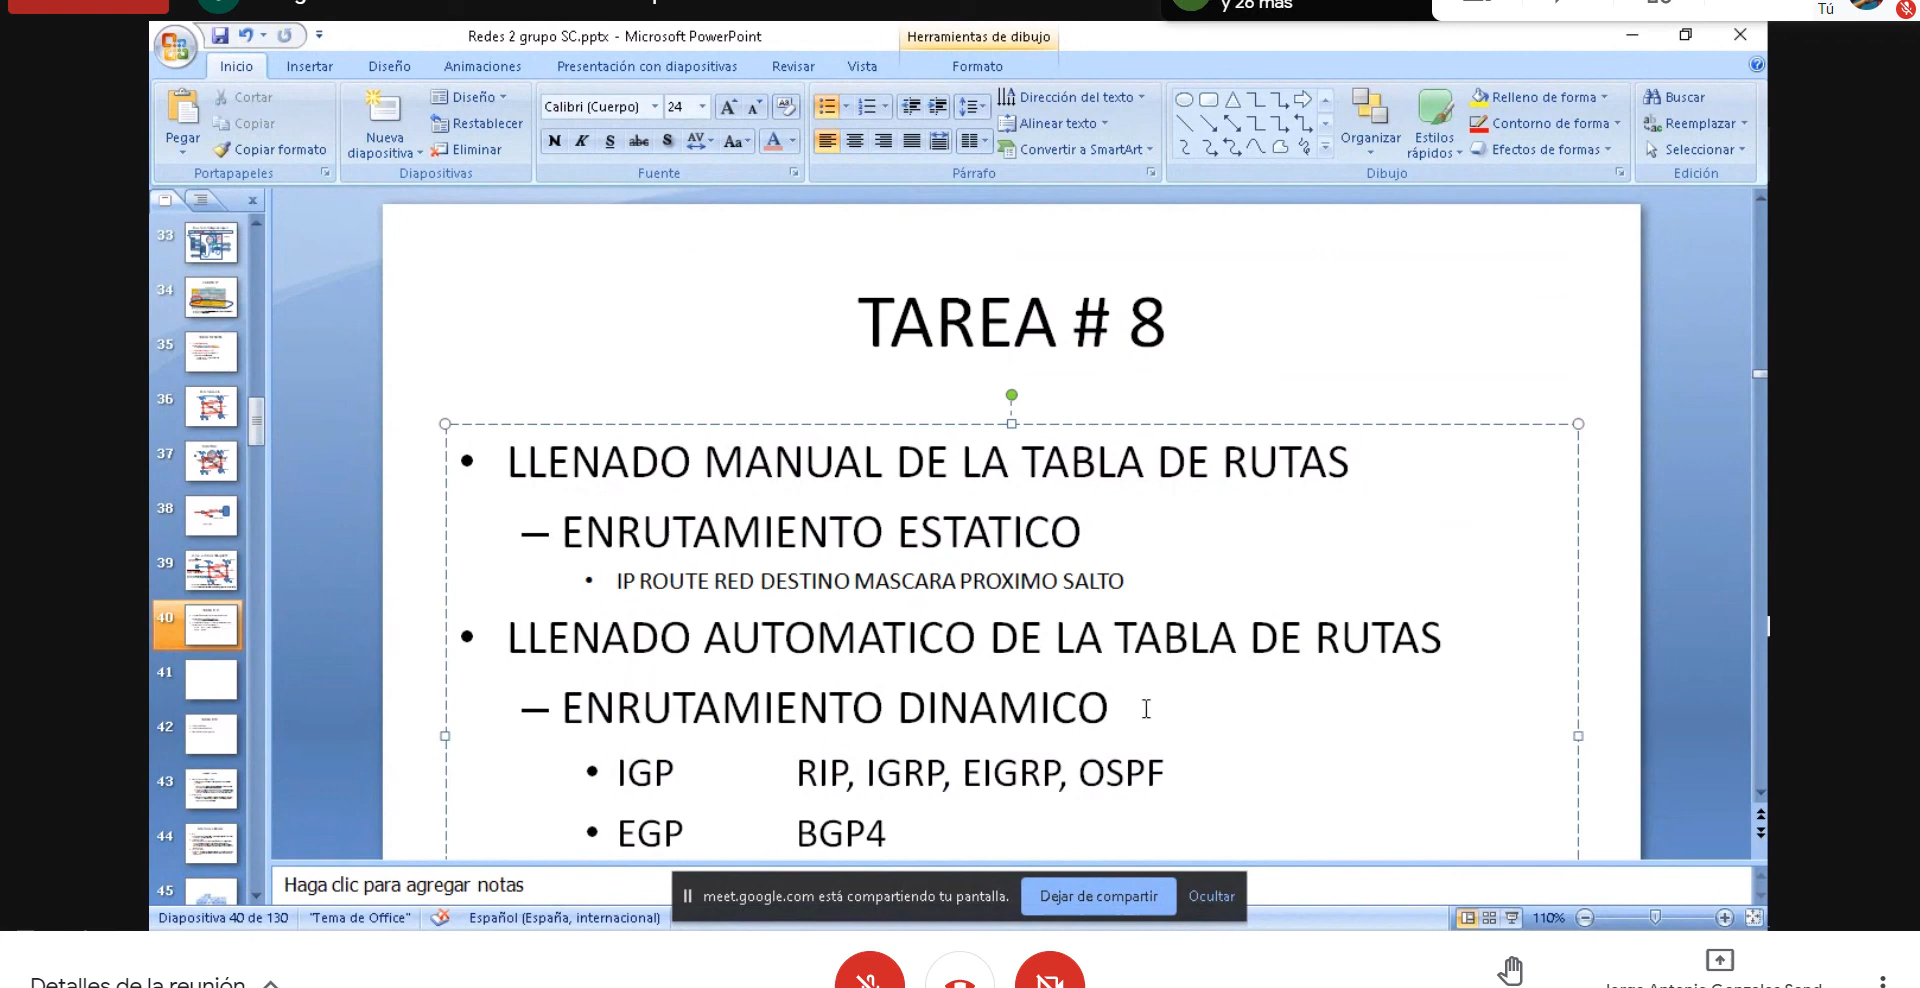 y 26 más
Tú
Redes 2 grupo SC.pptx - Microsoft PowerPoint
Herramientas de dibujo
Inicio
Insertar
Diseño
Animaciones
Presentación con diapositivas
Revisar
Vista
Formato
Pegar
Cortar
Copiar
Copiar formato
Portapapeles
Nueva
diapositiva
Diseño
Restablecer
Eliminar
Diapositivas
Calibri (Cuerpo)
24
N K S abc S AV Aa A
Fuente
Dirección del texto
Alinear texto
Convertir a SmartArt
Párrafo
Organizar
Estilos
rápidos
Relleno de forma
Contorno de forma
Efectos de formas
Dibujo
Buscar
Reemplazar
Seleccionar
Edición
33
34
35
36
37
38
39
40
41
42
43
44
45
TAREA # 8
• LLENADO MANUAL DE LA TABLA DE RUTAS
– ENRUTAMIENTO ESTATICO
• IP ROUTE RED DESTINO MASCARA PROXIMO SALTO
• LLENADO AUTOMATICO DE LA TABLA DE RUTAS
– ENRUTAMIENTO DINAMICO
• IGP RIP, IGRP, EIGRP, OSPF
• EGP BGP4
Haga clic para agregar notas
meet.google.com está compartiendo tu pantalla.
Dejar de compartir
Ocultar
Diapositiva 40 de 130
"Tema de Office"
Español (España, internacional)
110%
Detalles de la reunión